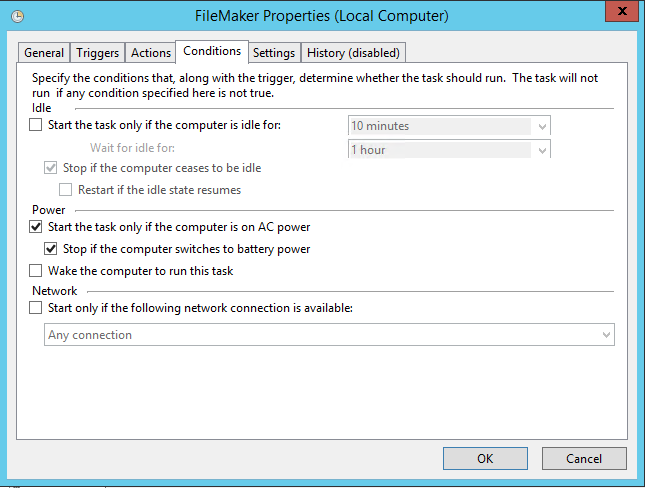 FileMaker Properties (Local Computer)
x
General Triggers Actions Conditions Settings History (disabled)
Specify the conditions that, along with the trigger, determine whether the task should run.  The task will not
run  if any condition specified here is not true.
Idle
Start the task only if the computer is idle for: 10 minutes
Wait for idle for: 1 hour
Stop if the computer ceases to be idle
Restart if the idle state resumes
Power
Start the task only if the computer is on AC power
Stop if the computer switches to battery power
Wake the computer to run this task
Network
Start only if the following network connection is available:
Any connection
OK Cancel